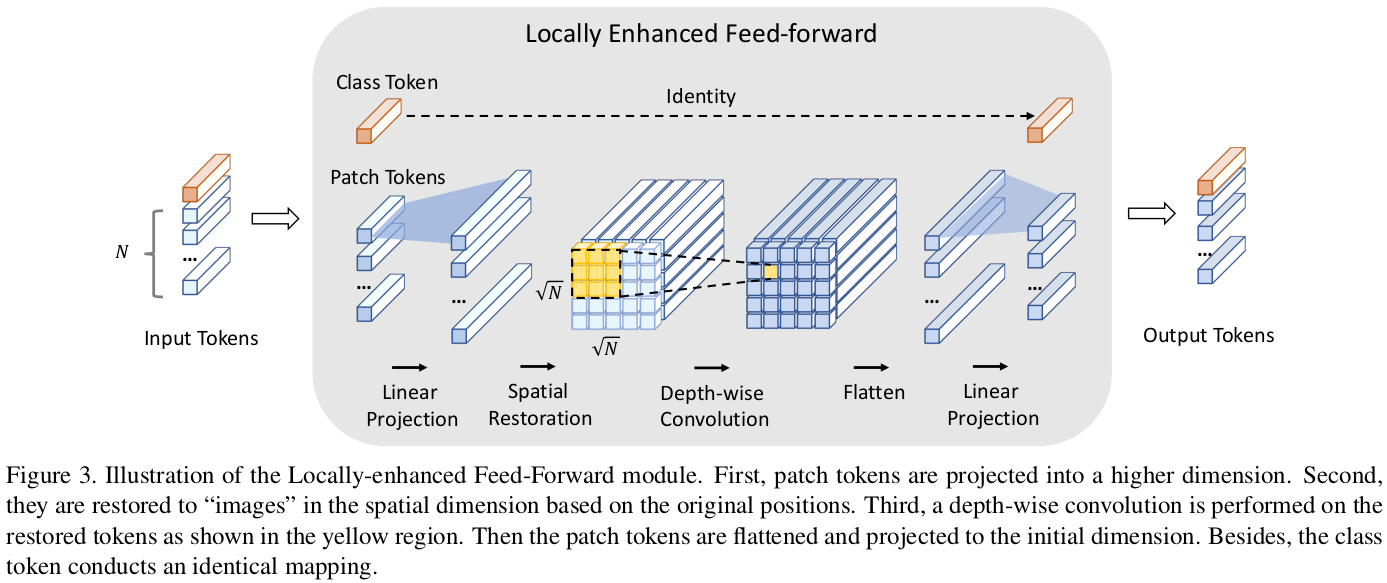 Locally Enhanced Feed-forward
Class Token
Identity
Patch Tokens
N
...
...
...
...
...
...
√N
√N
Input Tokens
Output Tokens
Linear
Projection
Spatial
Restoration
Depth-wise
Convolution
Flatten
Linear
Projection
Figure 3. Illustration of the Locally-enhanced Feed-Forward module. First, patch tokens are projected into a higher dimension. Second,
they are restored to “images” in the spatial dimension based on the original positions. Third, a depth-wise convolution is performed on the
restored tokens as shown in the yellow region. Then the patch tokens are flattened and projected to the initial dimension. Besides, the class
token conducts an identical mapping.